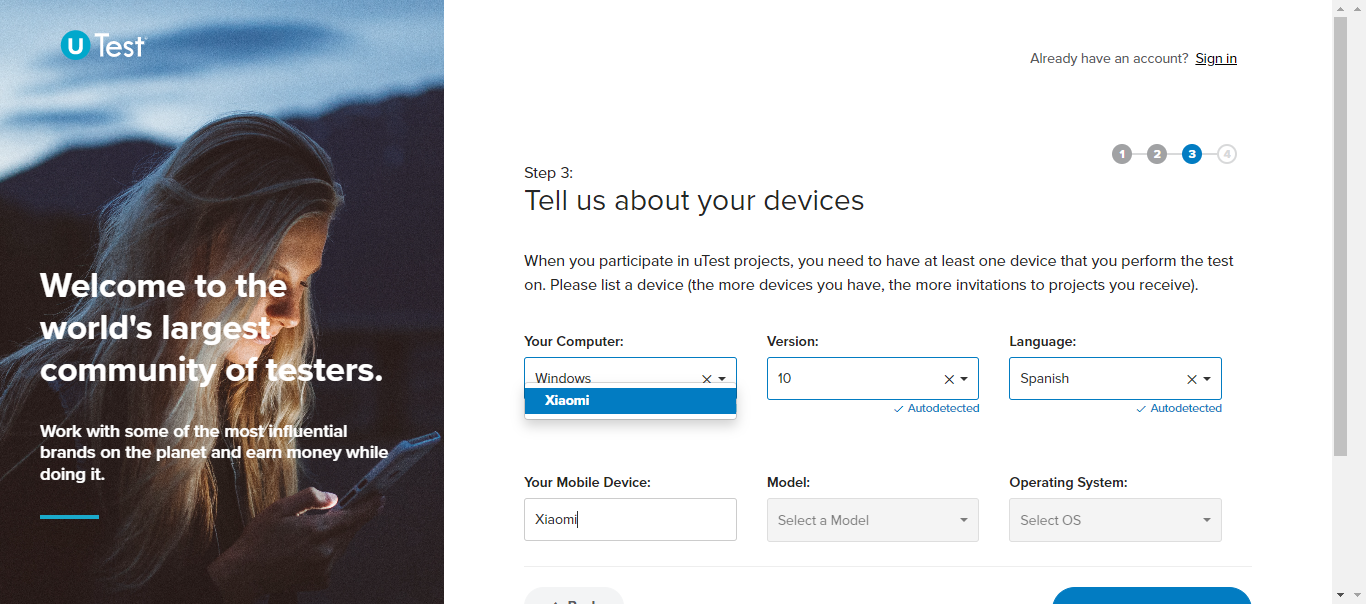 uTest
Welcome to the
world's largest
community of testers.
Work with some of the most influential
brands on the planet and earn money while
doing it.
Already have an account? Sign in
1 2 3 4
Step 3:
Tell us about your devices
When you participate in uTest projects, you need to have at least one device that you perform the test
on. Please list a device (the more devices you have, the more invitations to projects you receive).
Your Computer: Version: Language:
Windows 10 Spanish
Xiaomi
Autodetected Autodetected
Your Mobile Device: Model: Operating System:
Xiaomi Select a Model Select OS